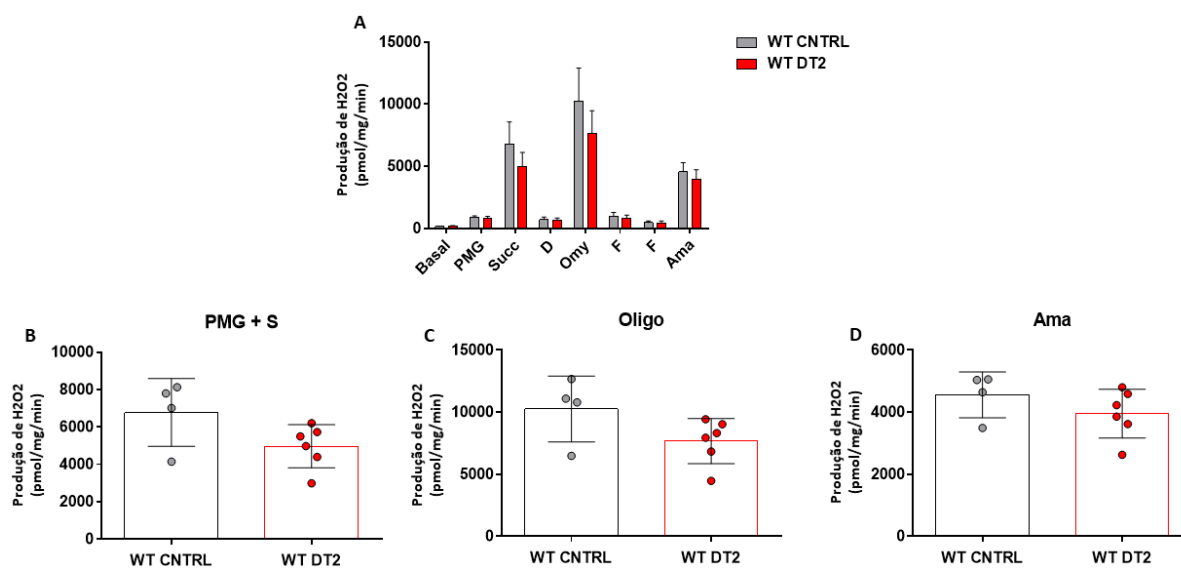 A
Produção de H2O2
(pmol/mg/min)
15000
10000
5000
0
Basal
PMG
Succ
D
Omy
F
F
Ama
WT CNTRL
WT DT2
B
PMG + S
Produção de H2O2
(pmol/mg/min)
10000
8000
6000
4000
2000
0
WT CNTRL
WT DT2
C
Oligo
Produção de H2O2
(pmol/mg/min)
15000
10000
5000
0
WT CNTRL
WT DT2
D
Ama
Produção de H2O2
(pmol/mg/min)
6000
4000
2000
0
WT CNTRL
WT DT2